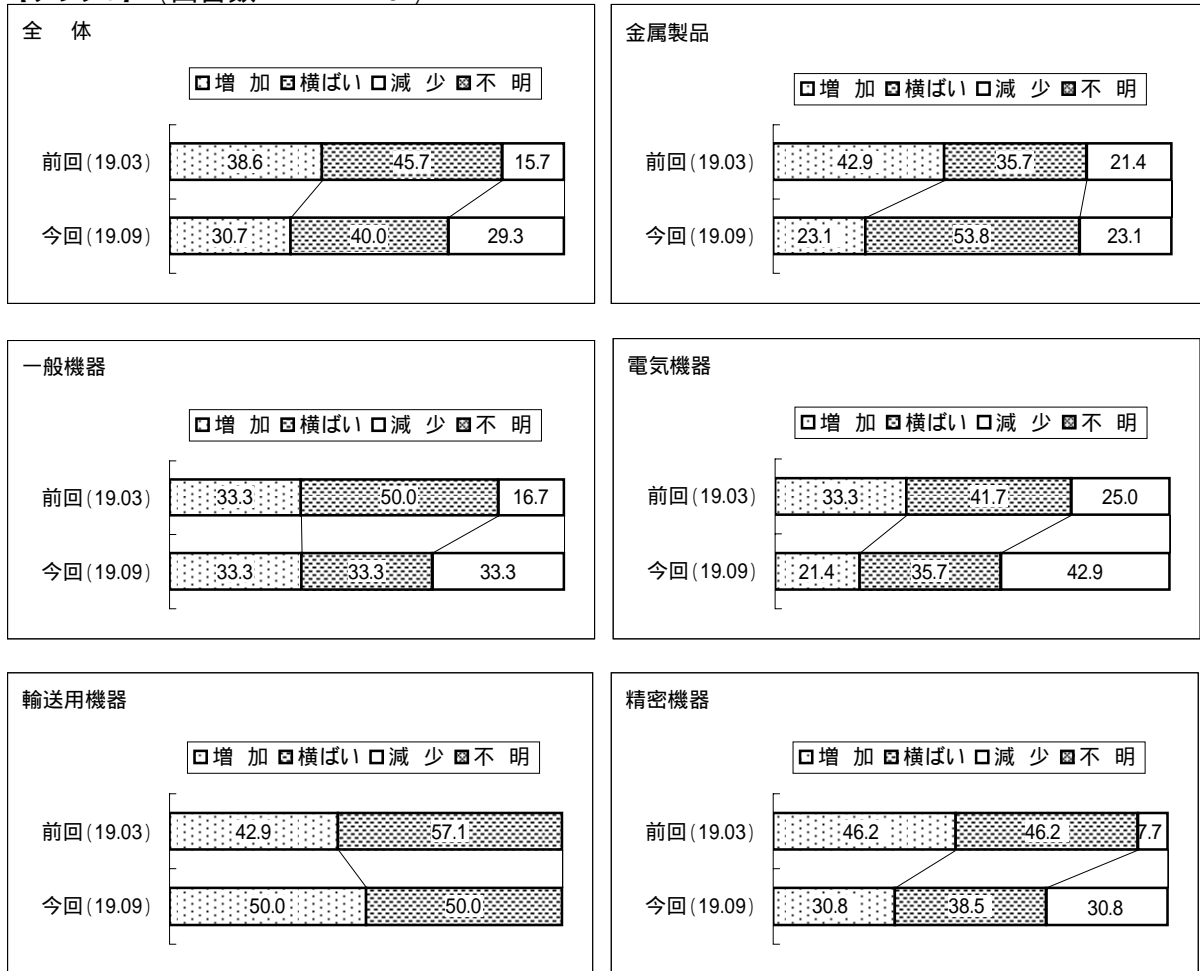 全 体
増 加 横ばい 減 少 不 明
前回(19.03) 38.6 45.7 15.7
今回(19.09) 30.7 40.0 29.3
金属製品
増 加 横ばい 減 少 不 明
前回(19.03) 42.9 35.7 21.4
今回(19.09) 23.1 53.8 23.1
一般機器
増 加 横ばい 減 少 不 明
前回(19.03) 33.3 50.0 16.7
今回(19.09) 33.3 33.3 33.3
電気機器
増 加 横ばい 減 少 不 明
前回(19.03) 33.3 41.7 25.0
今回(19.09) 21.4 35.7 42.9
輸送用機器
増 加 横ばい 減 少 不 明
前回(19.03) 42.9 57.1
今回(19.09) 50.0 50.0
精密機器
増 加 横ばい 減 少 不 明
前回(19.03) 46.2 46.2 7.7
今回(19.09) 30.8 38.5 30.8